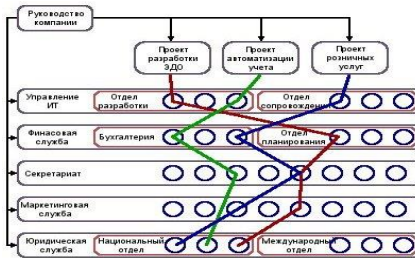 Руководство
компании
Проект
разработки
ЭДО
Проект
автоматизации
учета
Проект
розничных
услуг
Управление
ИТ
Отдел
разработки
Отдел
сопровождени
Финасовая
служба
Бухгалтерия
Отдел
планирования
Секретариат
Маркетинговая
служба
Юридическая
служба
Национальный
отдел
Международный
отдел